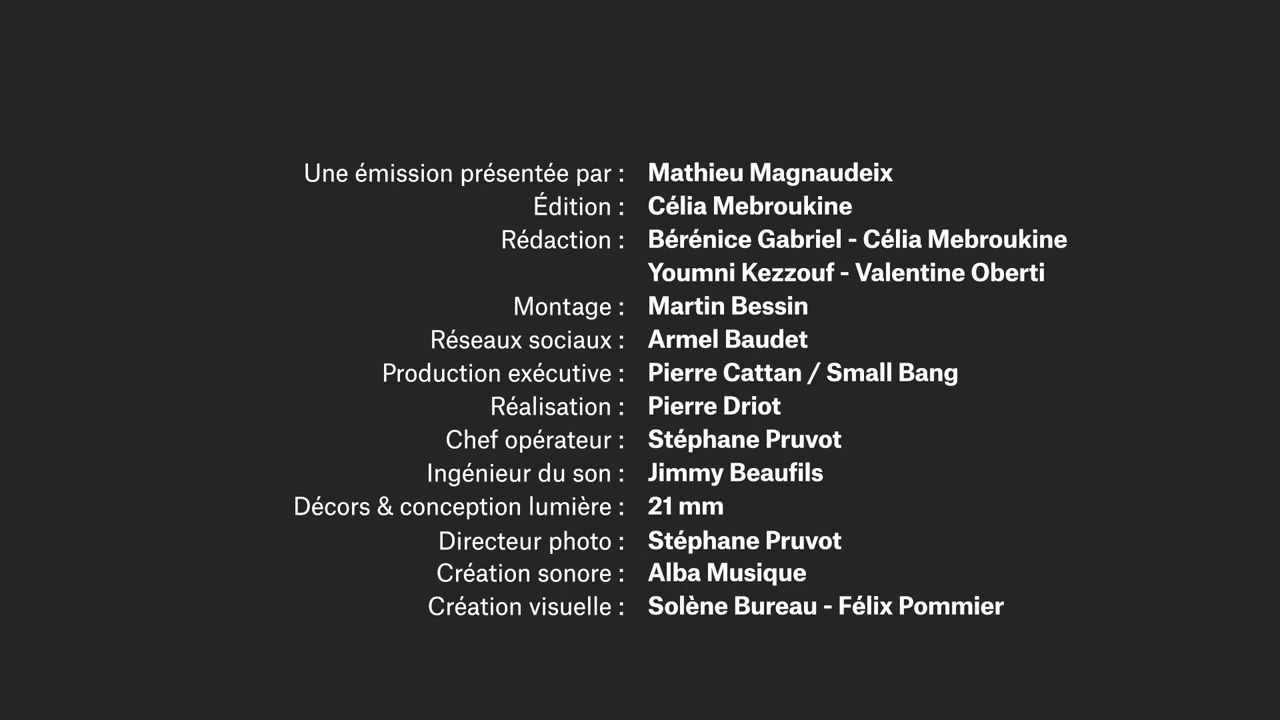 Une émission présentée par : Mathieu Magnaudeix
Édition : Célia Mebroukine
Rédaction : Bérénice Gabriel - Célia Mebroukine
Youmni Kezzouf - Valentine Oberti
Montage : Martin Bessin
Réseaux sociaux : Armel Baudet
Production exécutive : Pierre Cattan / Small Bang
Réalisation : Pierre Driot
Chef opérateur : Stéphane Pruvot
Ingénieur du son : Jimmy Beaufils
Décors & conception lumière : 21 mm
Directeur photo : Stéphane Pruvot
Création sonore : Alba Musique
Création visuelle : Solène Bureau - Félix Pommier